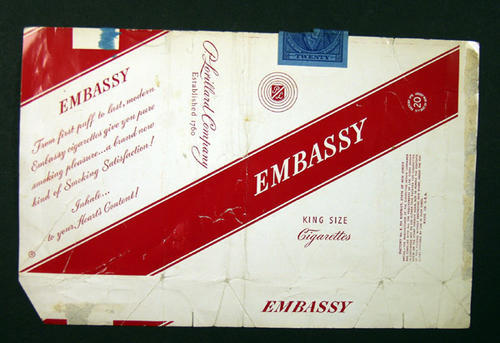 EMBASSY
From first puff to last, modern
Embassy cigarettes give you pure
smoking pleasure... a brand new
kind of Smoking Satisfaction!
Inhale...
to your Heart's Content!
®
P. Lorillard Company
Established 1760
TWENTY
20
EMBASSY
KING SIZE
Cigarettes
EMBASSY